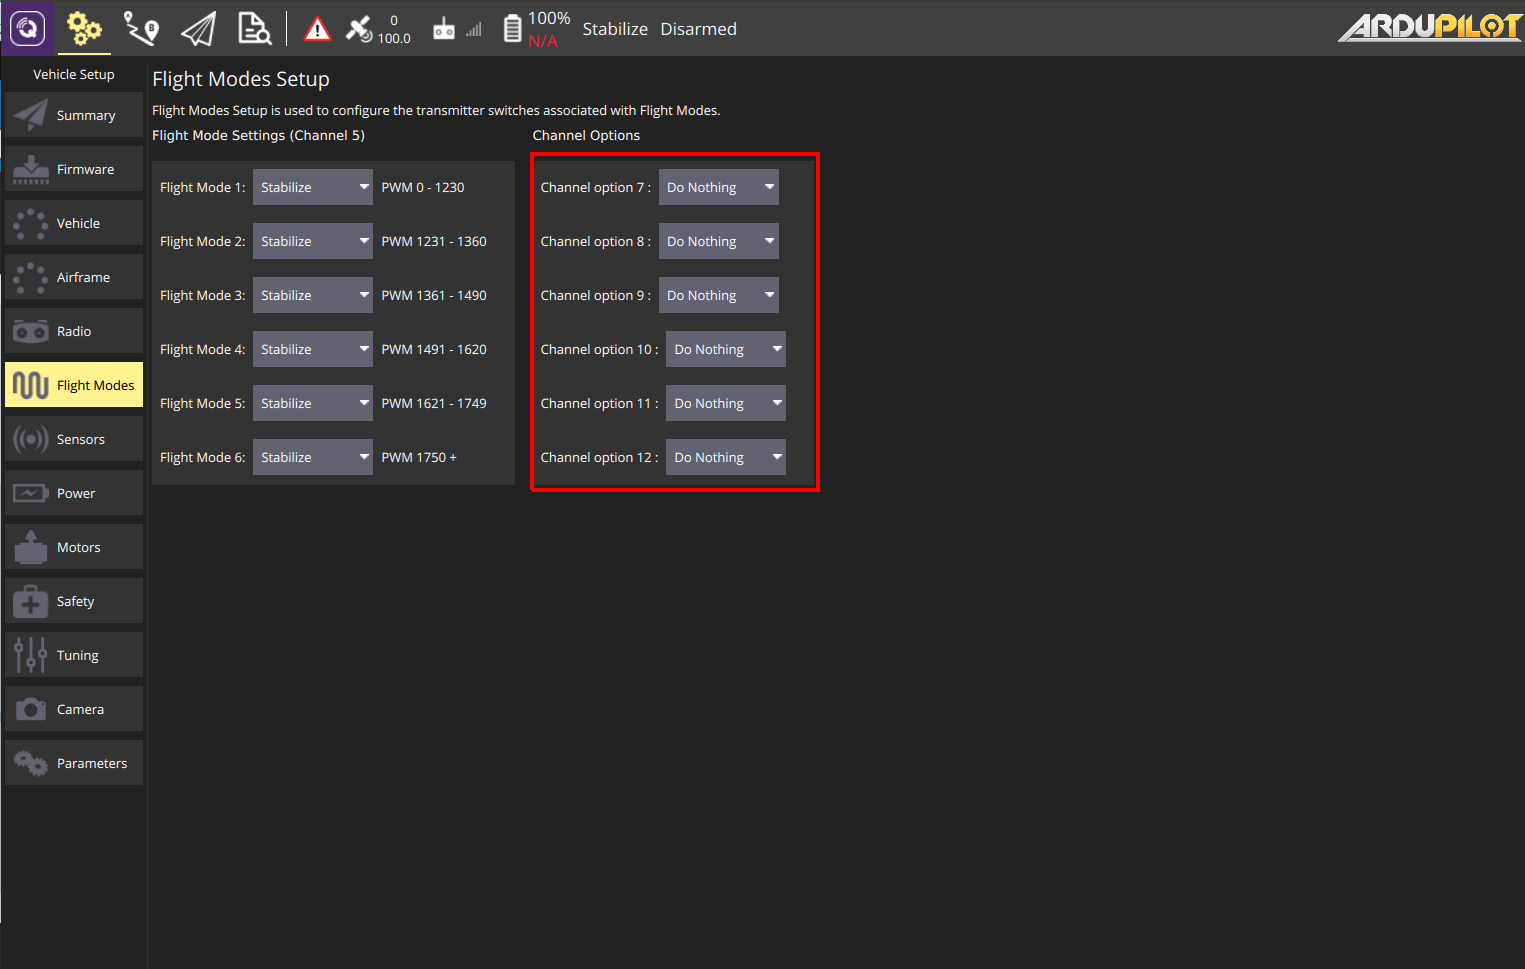 0
100.0
100%
N/A
Stabilize
Disarmed
ARDUPILOT
Vehicle Setup
Summary
Firmware
Vehicle
Airframe
Radio
Flight Modes
Sensors
Power
Motors
Safety
Tuning
Camera
Parameters
Flight Modes Setup
Flight Modes Setup is used to configure the transmitter switches associated with Flight Modes.
Flight Mode Settings (Channel 5)
Flight Mode 1: Stabilize PWM 0 - 1230
Flight Mode 2: Stabilize PWM 1231 - 1360
Flight Mode 3: Stabilize PWM 1361 - 1490
Flight Mode 4: Stabilize PWM 1491 - 1620
Flight Mode 5: Stabilize PWM 1621 - 1749
Flight Mode 6: Stabilize PWM 1750 +
Channel Options
Channel option 7 : Do Nothing
Channel option 8 : Do Nothing
Channel option 9 : Do Nothing
Channel option 10 : Do Nothing
Channel option 11 : Do Nothing
Channel option 12 : Do Nothing